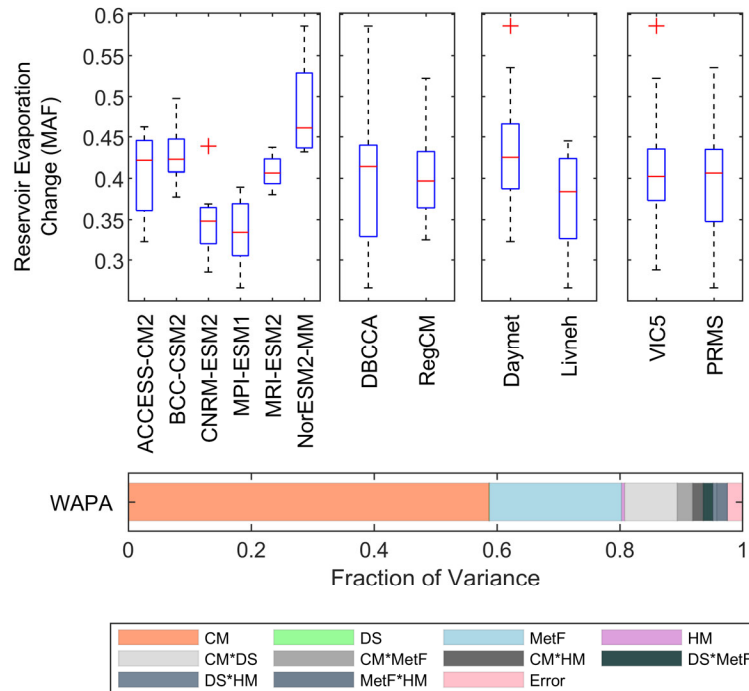 Reservoir Evaporation
Change (MAF)
0.6
0.55
0.5
0.45
0.4
0.35
0.3
ACCESS-CM2
BCC-CSM2
CNRM-ESM2
MPI-ESM1
MRI-ESM2
NorESM2-MM
DBCCA
RegCM
Daymet
Livneh
VIC5
PRMS
WAPA
0 0.2 0.4 0.6 0.8 1
Fraction of Variance
CM DS MetF HM
CM*DS CM*MetF CM*HM DS*MetF
DS*HM MetF*HM Error